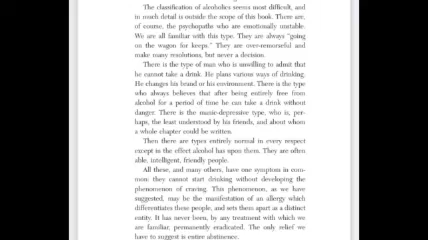 The classification of alcoholics seems most difficult, and
in much detail is outside the scope of this book. There are,
of course, the psychopaths who are emotionally unstable.
We are all familiar with this type. They are always "going
on the wagon for keeps." They are over-remorseful and
make many resolutions, but never a decision.
There is the type of man who is unwilling to admit that
he cannot take a drink. He plans various ways of drinking.
He changes his brand or his environment. There is the type
who always believes that after being entirely free from
alcohol for a period of time he can take a drink without
danger. There is the manic-depressive type, who is, per-
haps, the least understood by his friends, and about whom
a whole chapter could be written.
Then there are types entirely normal in every respect
except in the effect alcohol has upon them. They are often
able, intelligent, friendly people.
All these, and many others, have one symptom in com-
mon: they cannot start drinking without developing the
phenomenon of craving. This phenomenon, as we have
suggested, may be the manifestation of an allergy which
differentiates these people, and sets them apart as a distinct
entity. It has never been, by any treatment with which we
are familiar, permanently eradicated. The only relief we
have to suggest is entire abstinence.